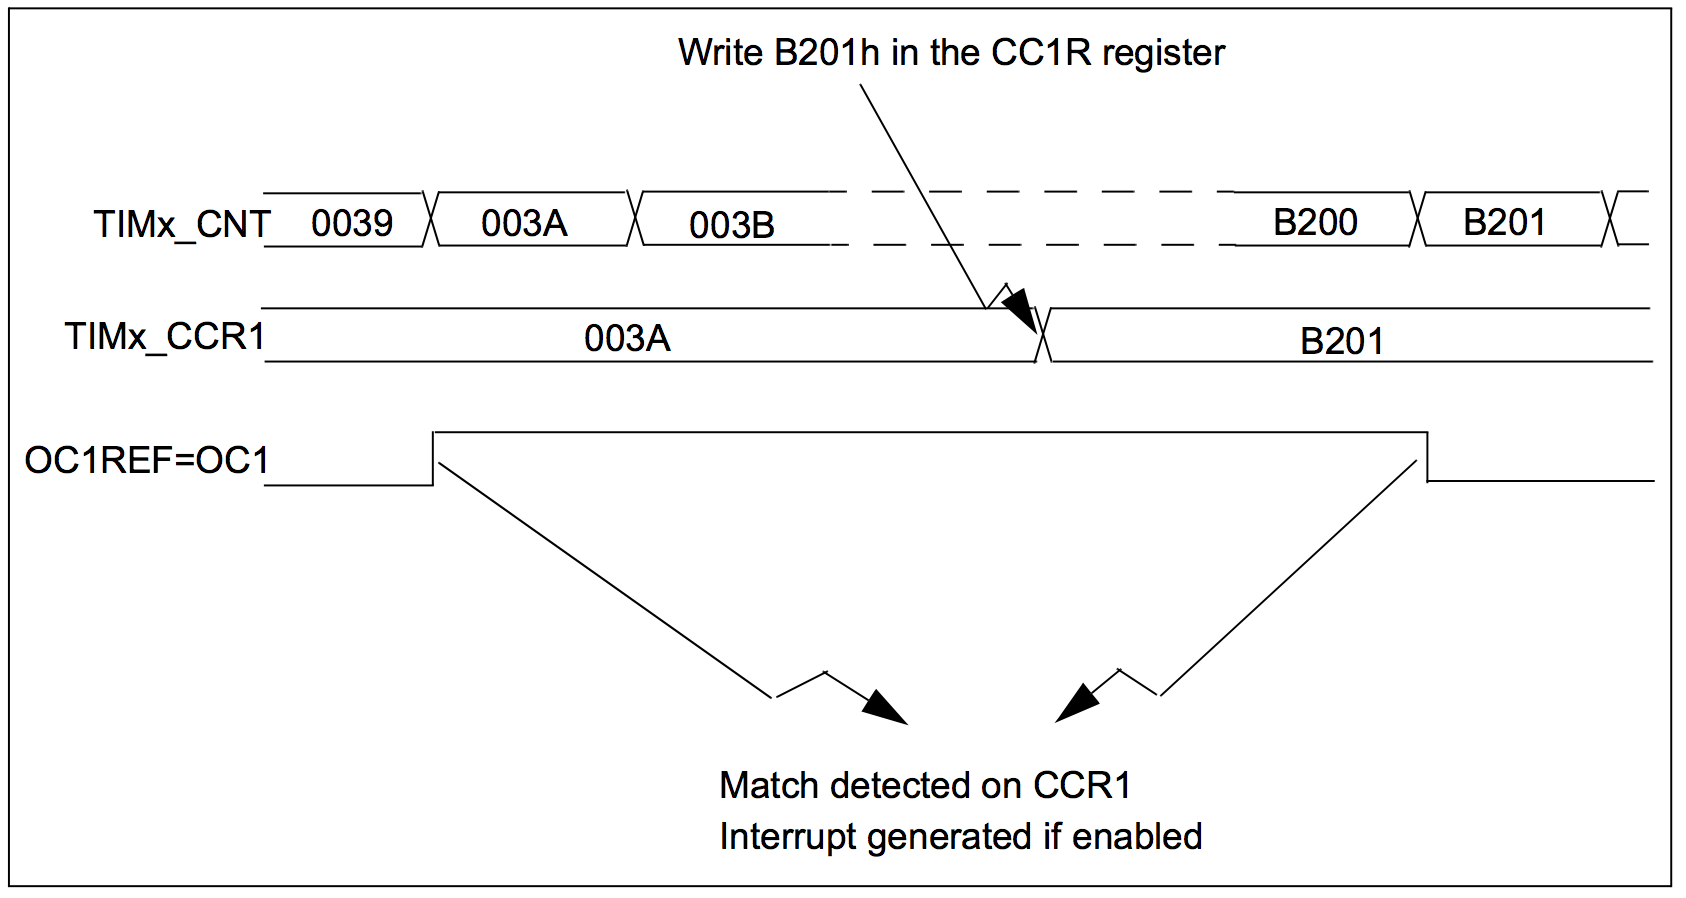 Write B201h in the CC1R register
TIMx_CNT 0039 003A 003B B200 B201
TIMx_CCR1 003A B201
OC1REF=OC1
Match detected on CCR1
Interrupt generated if enabled